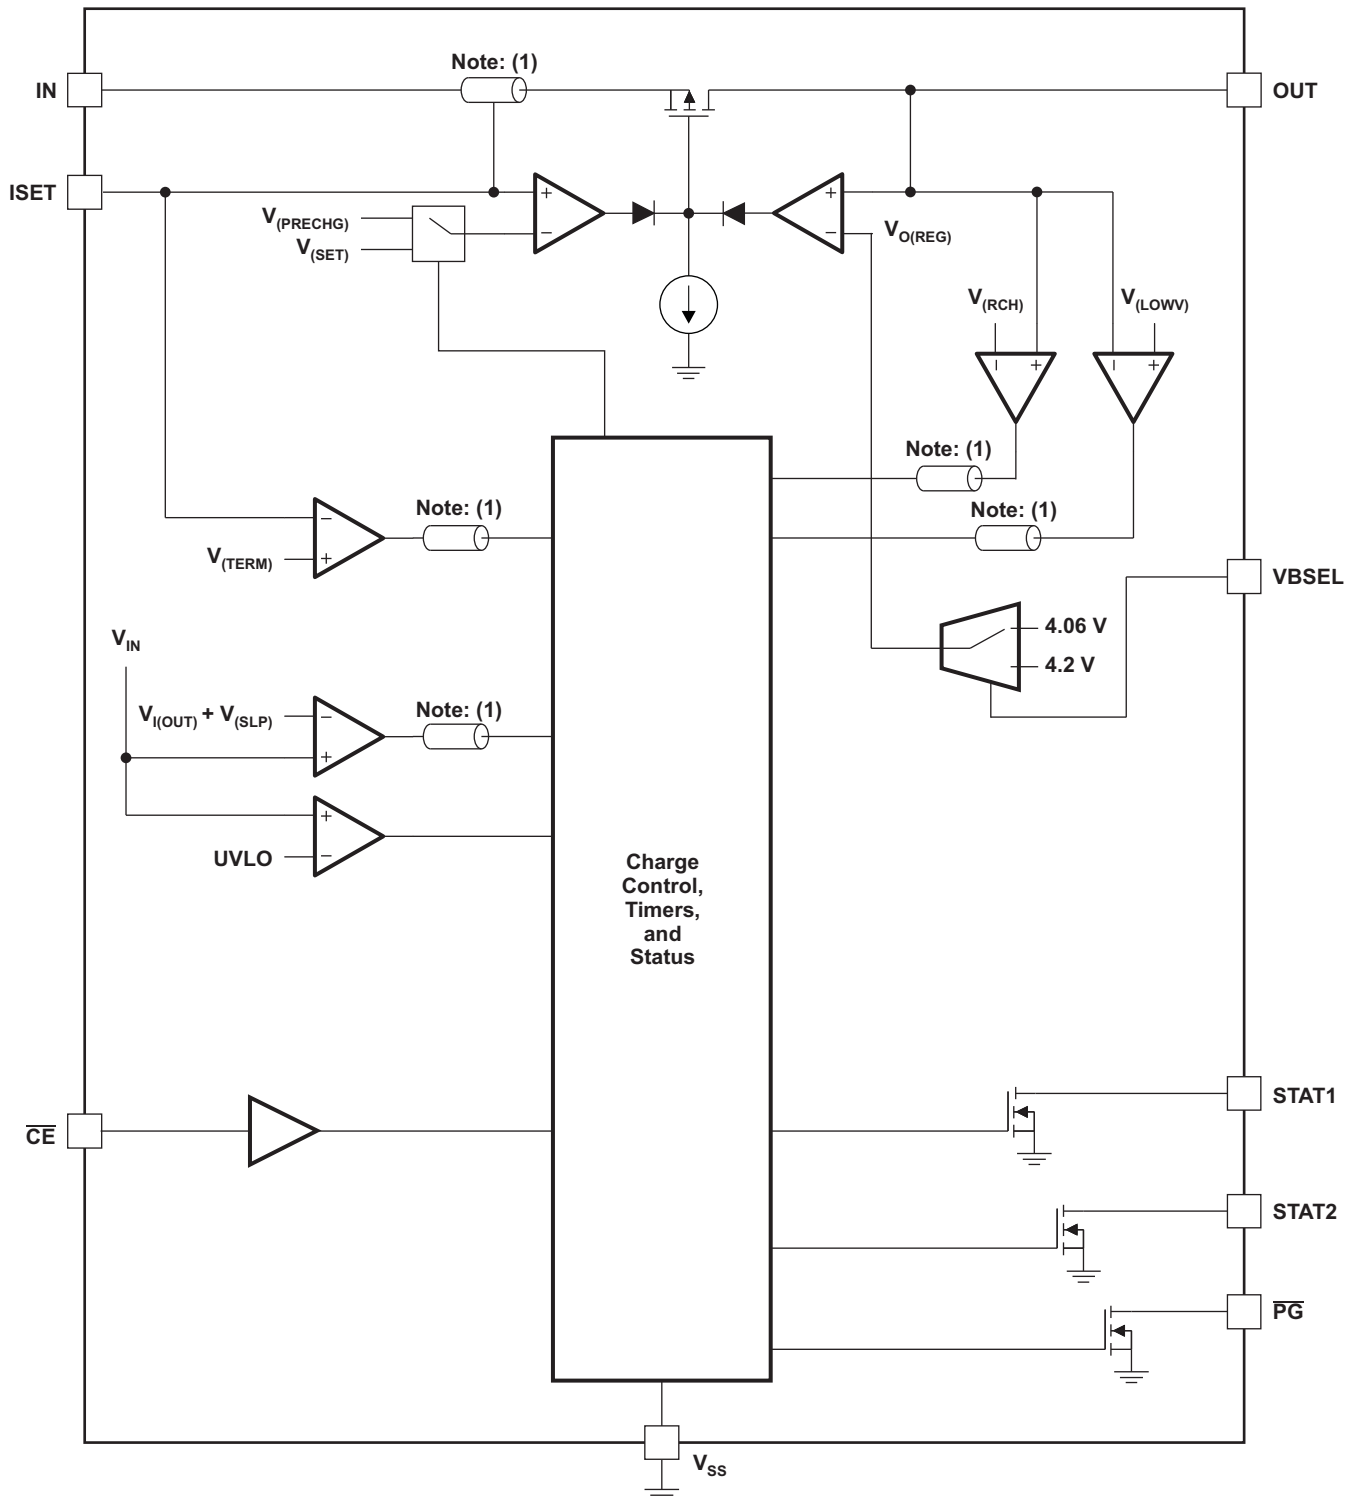 Note: (1)
IN
OUT
ISET
V(PRECHG)
V(SET)
+
−
+
−
VO(REG)
V(RCH)
V(LOWV)
−
+
−
+
Note: (1)
Note: (1)
Note: (1)
−
+
V(TERM)
VBSEL
4.06 V
4.2 V
VIN
VI(OUT) + V(SLP)
−
+
Note: (1)
+
−
UVLO
Charge
Control,
Timers,
and
Status
CE
STAT1
STAT2
PG
VSS